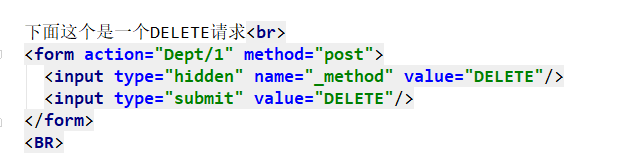 下面这个是一个DELETE请求<br>
<form action="Dept/1" method="post">
<input type="hidden" name="_method" value="DELETE"/>
<input type="submit" value="DELETE"/>
</form>
<BR>